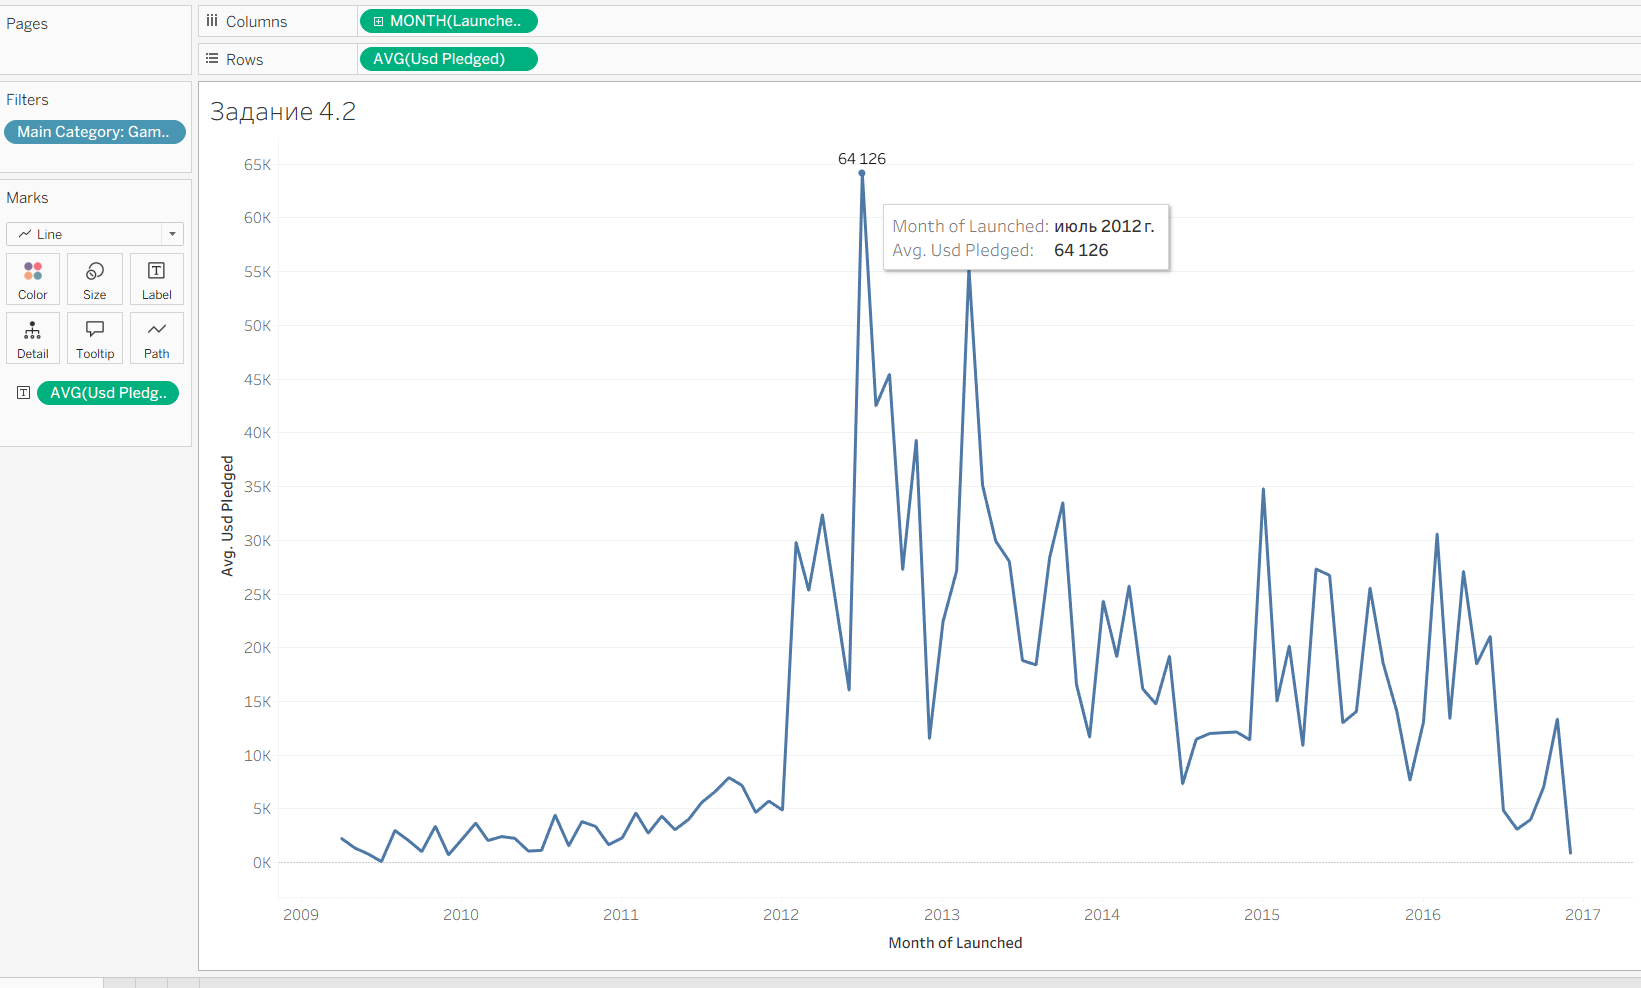 Pages
Columns
MONTH(Launche..
Rows
AVG(Usd Pledged)
Filters
Main Category: Gam..
Marks
Line
Color
Size
Label
Detail
Tooltip
Path
AVG(Usd Pledg..
Задание 4.2
64 126
Month of Launched: июль 2012 г.
Avg. Usd Pledged: 64 126
65K
60K
55K
50K
45K
40K
35K
30K
25K
20K
15K
10K
5K
0K
Avg. Usd Pledged
2009
2010
2011
2012
2013
2014
2015
2016
2017
Month of Launched